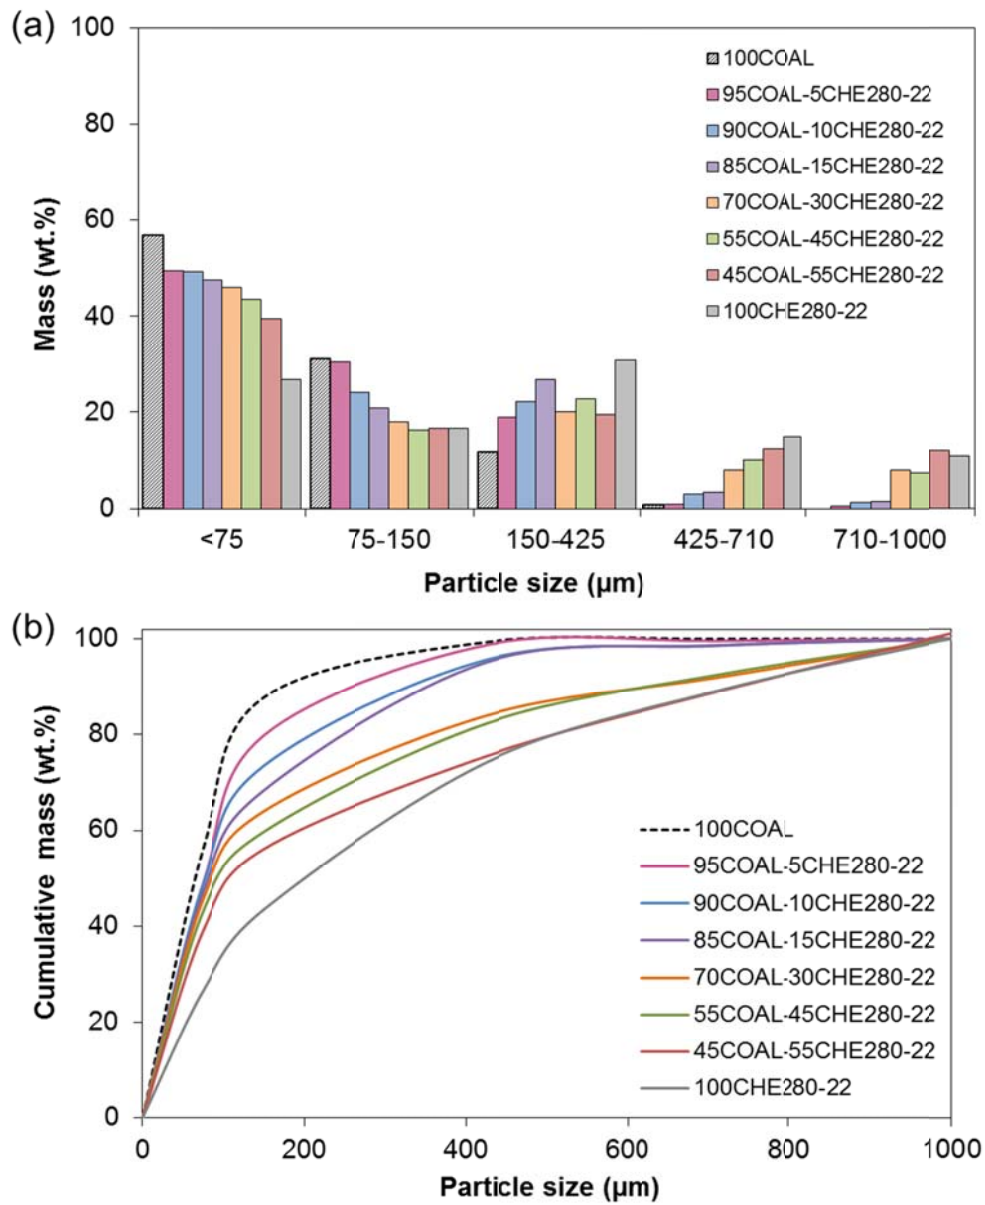 (a)
100
80
60
40
20
0
Mass (wt.%)
100COAL
95COAL-5CHE280-22
90COAL-10CHE280-22
85COAL-15CHE280-22
70COAL-30CHE280-22
55COAL-45CHE280-22
45COAL-55CHE280-22
100CHE280-22
<75 75-150 150-425 425-710 710-1000
Particle size (µm)
(b)
100
80
60
40
20
0
Cumulative mass (wt.%)
100COAL
95COAL-5CHE280-22
90COAL-10CHE280-22
85COAL-15CHE280-22
70COAL-30CHE280-22
55COAL-45CHE280-22
45COAL-55CHE280-22
100CHE280-22
0 200 400 600 800 1000
Particle size (µm)